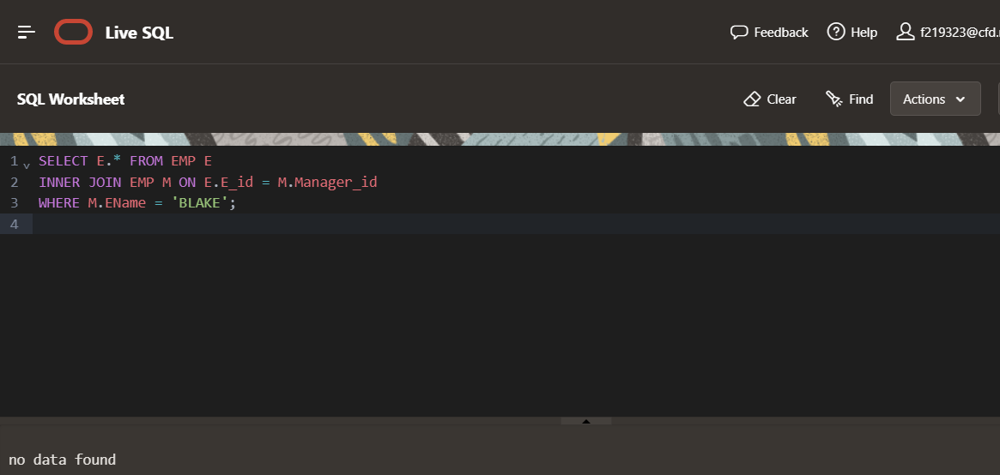 Live SQL
Feedback
Help
f219323@cfd.
SQL Worksheet
Clear
Find
Actions
1 SELECT E.* FROM EMP E
2 INNER JOIN EMP M ON E.E_id = M.Manager_id
3 WHERE M.EName = 'BLAKE';
4
no data found